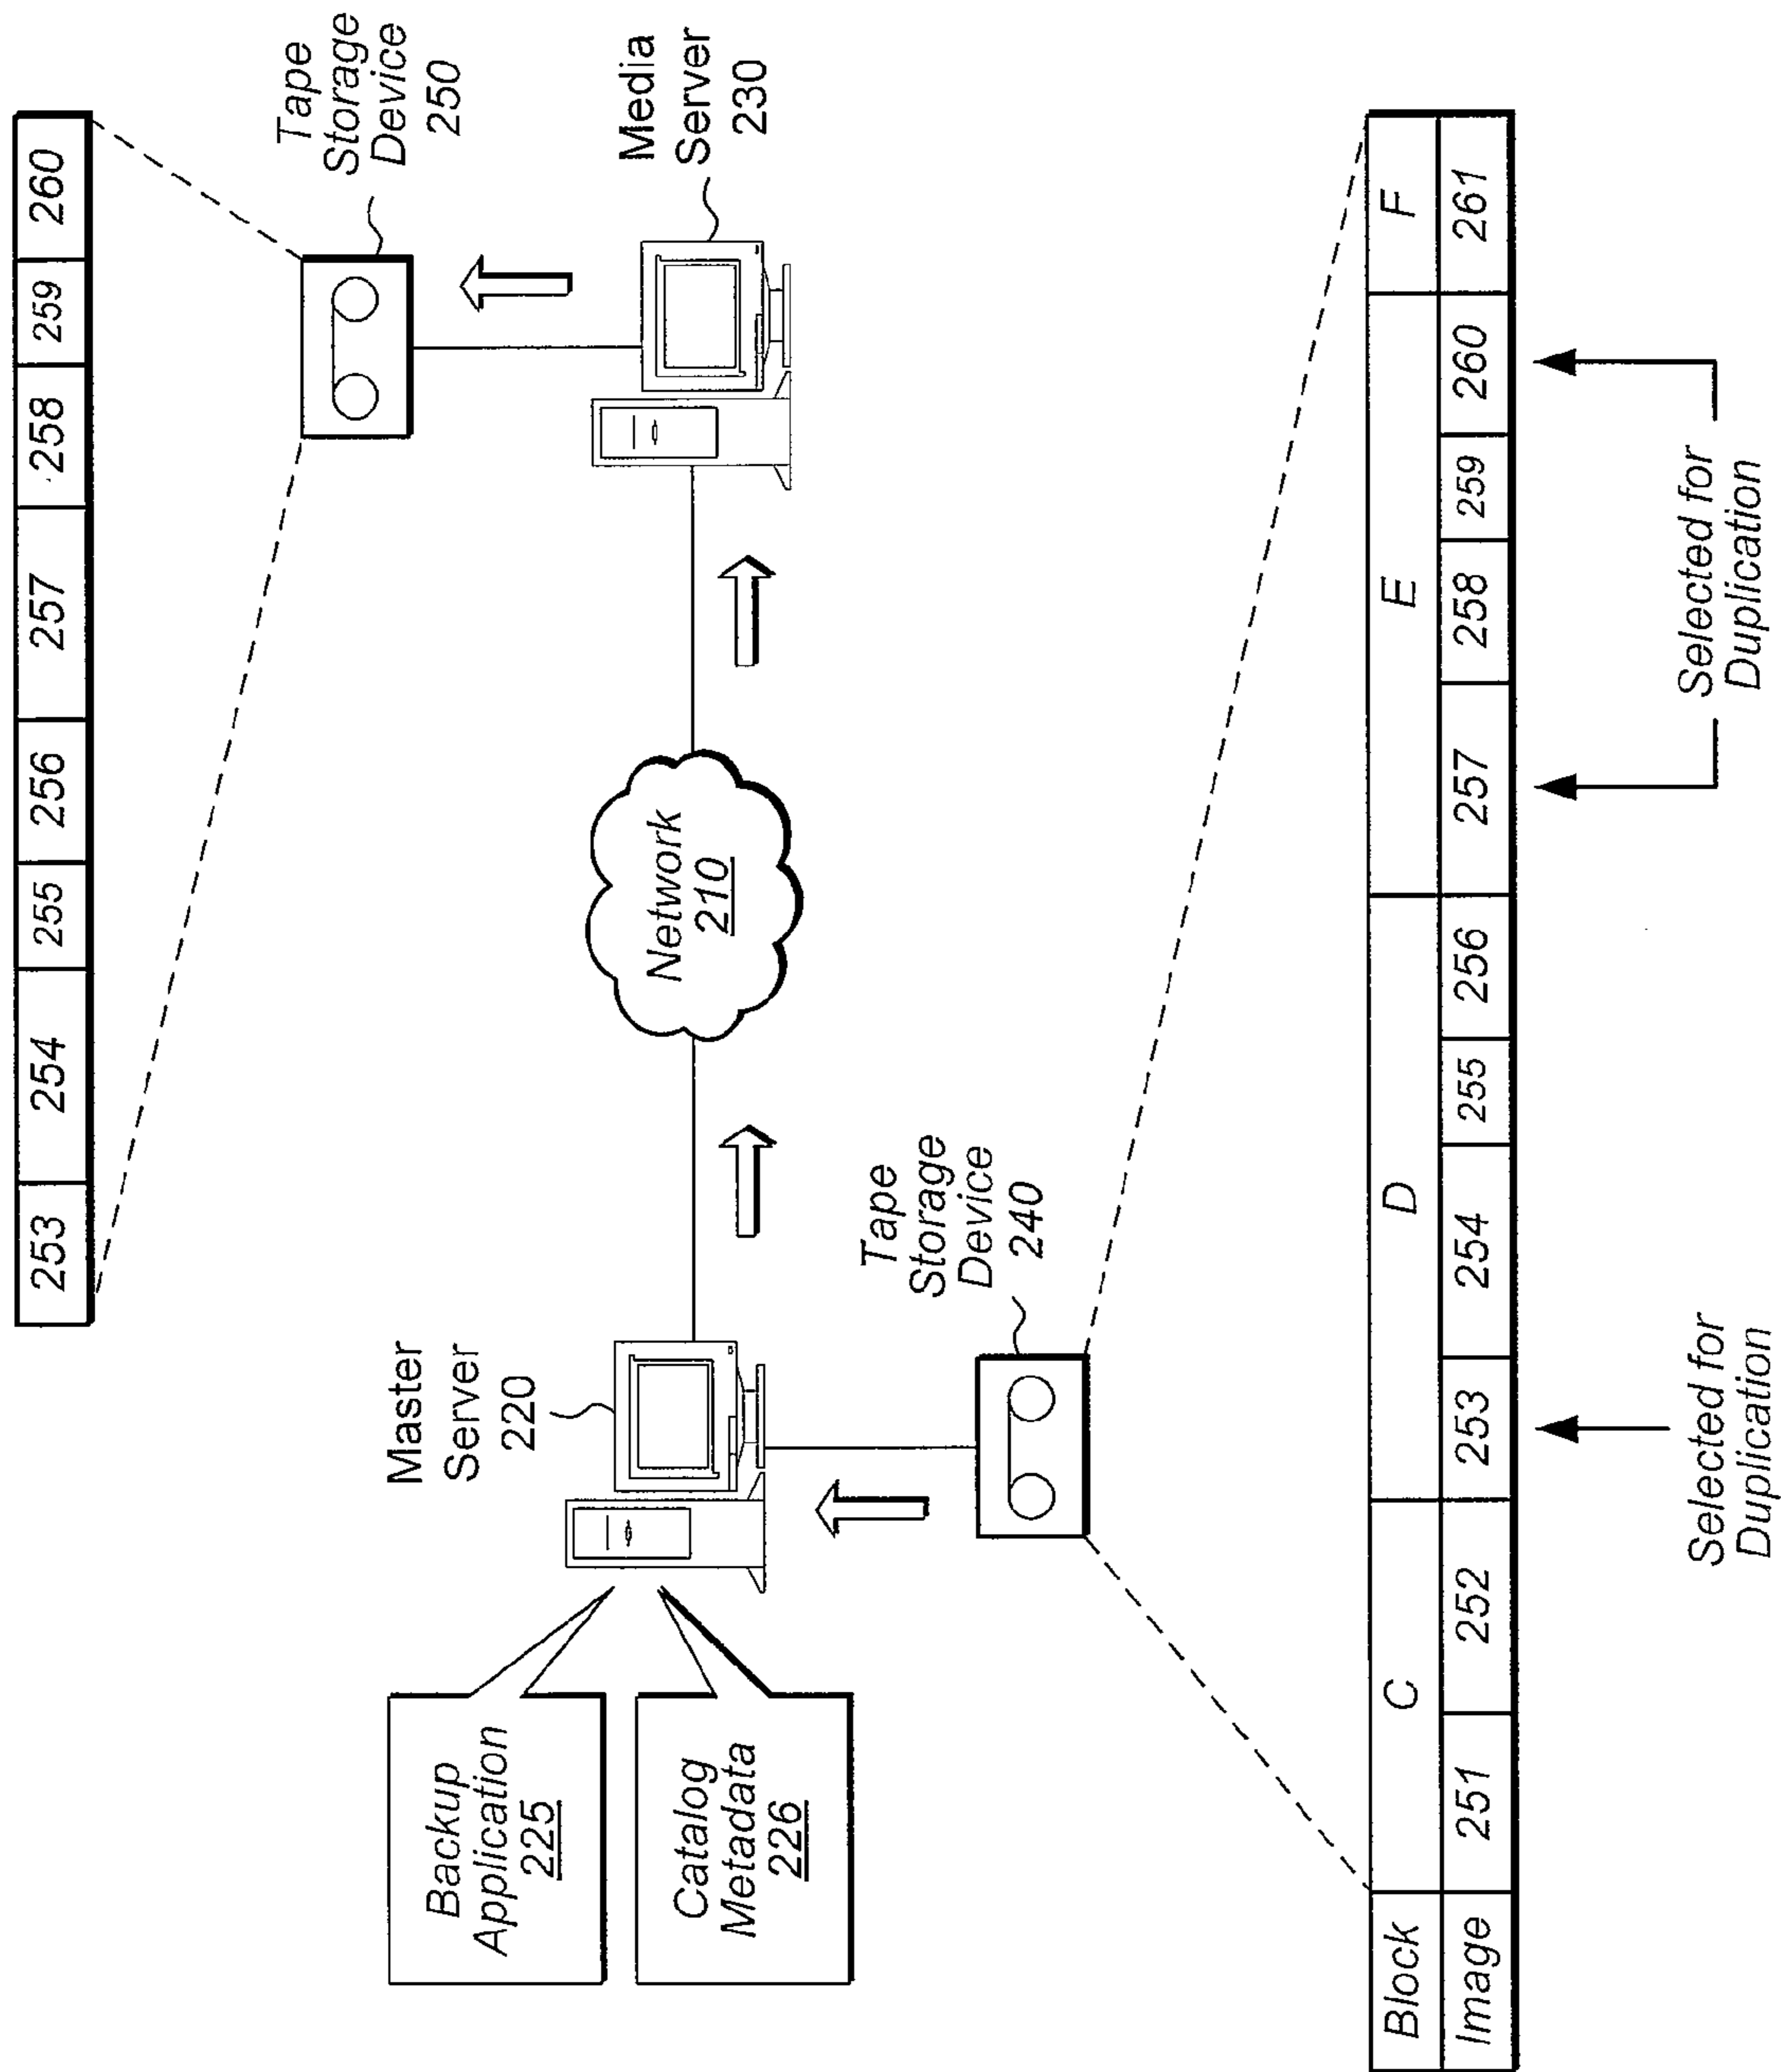 253 254 255 256 257 258 259 260
Tape
Storage
Device
250
Master
Server
220
Media
Server
230
Backup
Application
225
Catalog
Metadata
226
Network
210
Tape
Storage
Device
240
Block C D E F
Image 251 252 253 254 255 256 257 258 259 260 261
Selected for
Duplication
Selected for
Duplication